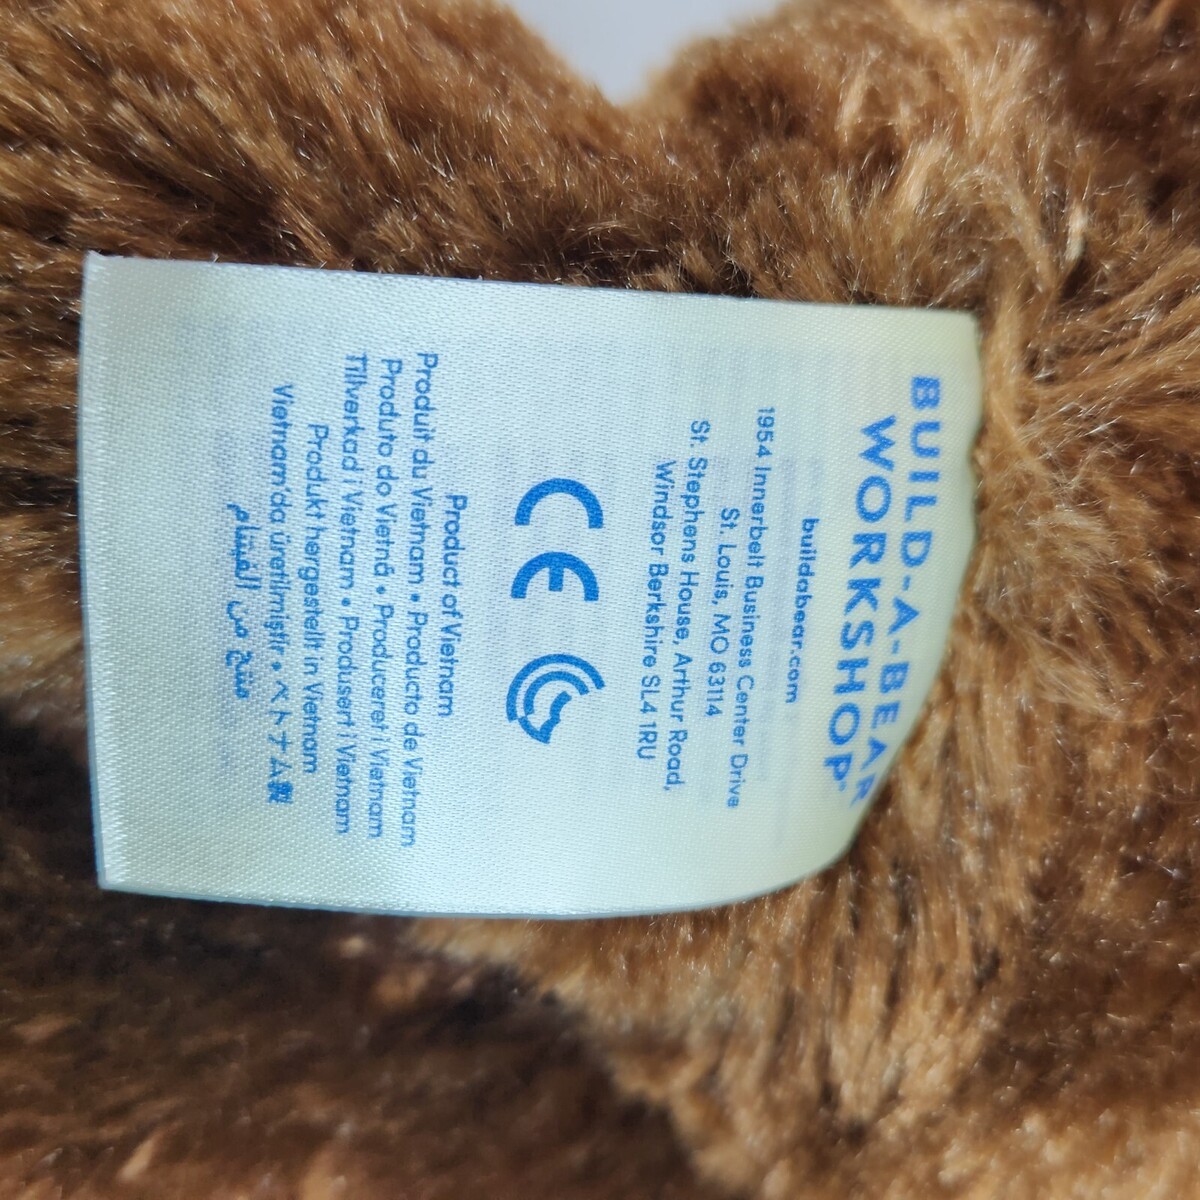 BUILD-A-BEAR
WORKSHOP®
buildabear.com
1954 Innerbelt Business Center Drive
St. Louis, MO 63114
St. Stephens House, Arthur Road,
Windsor Berkshire SL4 1RU
CE
Product of Vietnam
Produit du Vietnam • Producto de Vietnam
Produto do Vietnã • Produceret i Vietnam
Tillverkad i Vietnam • Produsert i Vietnam
Produkt hergestellt in Vietnam
Vietnam'da üretilmiştir • ベトナム製
منتج من الفيتنام